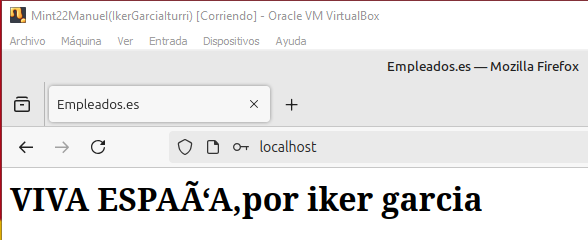 Mint22Manuel(IkerGarciaIturri) [Corriendo] - Oracle VM VirtualBox
Archivo Máquina Ver Entrada Dispositivos Ayuda
Empleados.es — Mozilla Firefox
Empleados.es
localhost
VIVA ESPAÃ‘A,por iker garcia